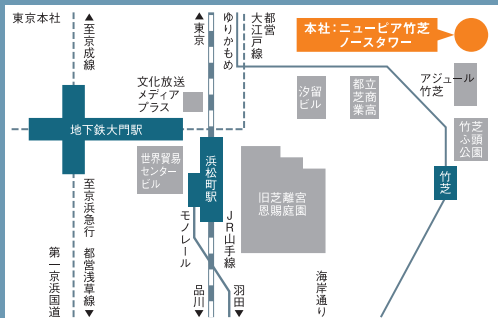 東京本社
▲至京成線
▲東京
ゆりかもめ
都営
大江戸線
本社：ニューピア竹芝
ノースタワー
文化放送
メディア
プラス
汐留
ビル
都立
芝商
業高
アジュール
竹芝
竹芝
ふ頭
公園
地下鉄大門駅
世界貿易
センター
ビル
浜松町駅
旧芝離宮
恩賜庭園
竹芝
至京浜急行
都営浅草線▼
第一京浜国道
モノレール
JR山手線
品川▼
羽田▼
海岸通り